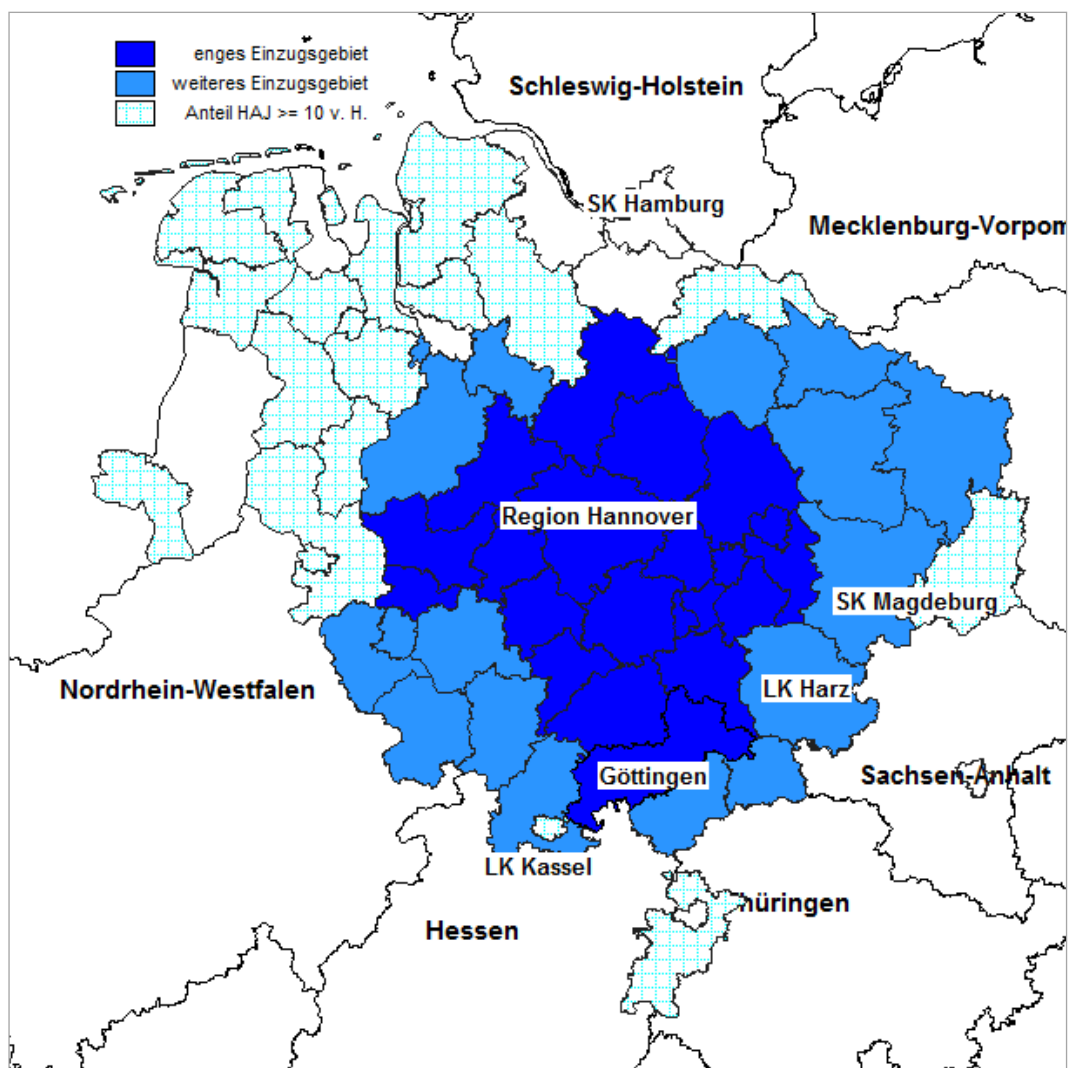 enges Einzugsgebiet
weiteres Einzugsgebiet
Anteil HAJ >= 10 v. H.
Schleswig-Holstein
SK Hamburg
Mecklenburg-Vorpom
Region Hannover
SK Magdeburg
Nordrhein-Westfalen
LK Harz
Göttingen
Sachsen-Anhalt
LK Kassel
hüringen
Hessen